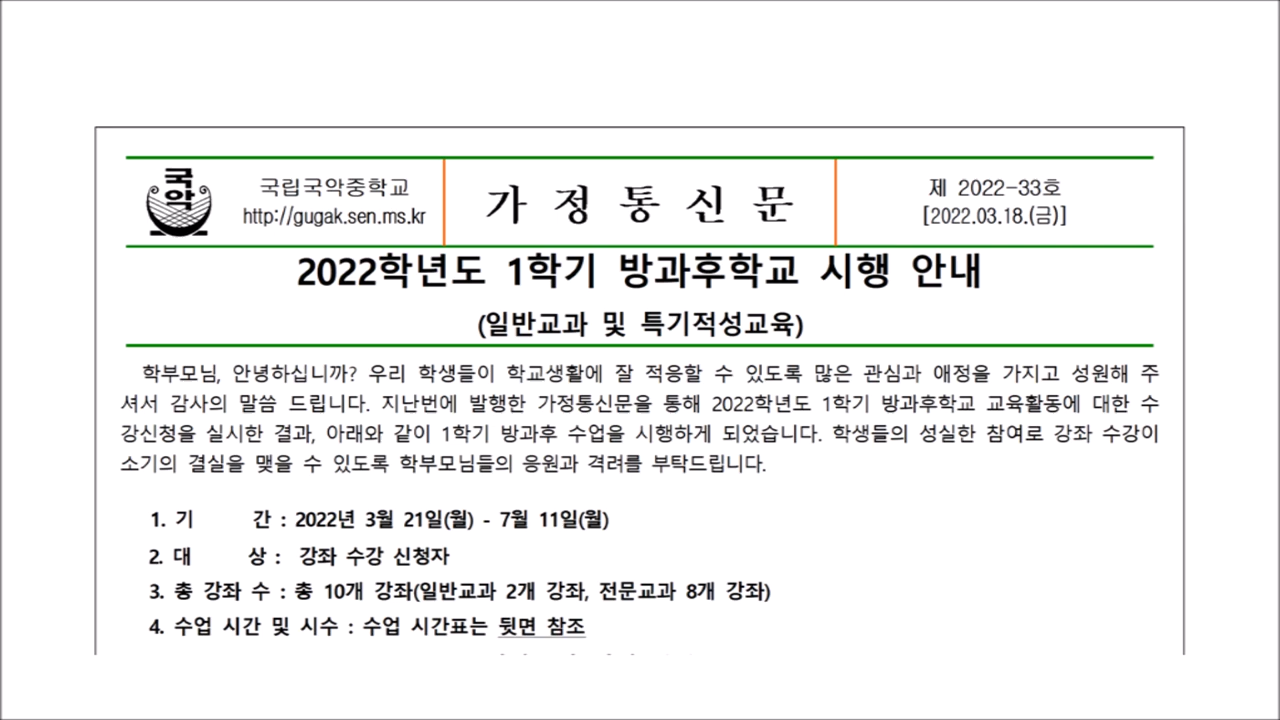 국악
국립국악중학교
http://gugak.sen.ms.kr
가 정 통 신 문
제 2022-33호
[2022.03.18.(금)]
2022학년도 1학기 방과후학교 시행 안내
(일반교과 및 특기적성교육)
학부모님, 안녕하십니까? 우리 학생들이 학교생활에 잘 적응할 수 있도록 많은 관심과 애정을 가지고 성원해 주
셔서 감사의 말씀 드립니다. 지난번에 발행한 가정통신문을 통해 2022학년도 1학기 방과후학교 교육활동에 대한 수
강신청을 실시한 결과, 아래와 같이 1학기 방과후 수업을 시행하게 되었습니다. 학생들의 성실한 참여로 강좌 수강이
소기의 결실을 맺을 수 있도록 학부모님들의 응원과 격려를 부탁드립니다.
1. 기 간 : 2022년 3월 21일(월) - 7월 11일(월)
2. 대 상 : 강좌 수강 신청자
3. 총 강좌 수 : 총 10개 강좌(일반교과 2개 강좌, 전문교과 8개 강좌)
4. 수업 시간 및 시수 : 수업 시간표는 뒷면 참조